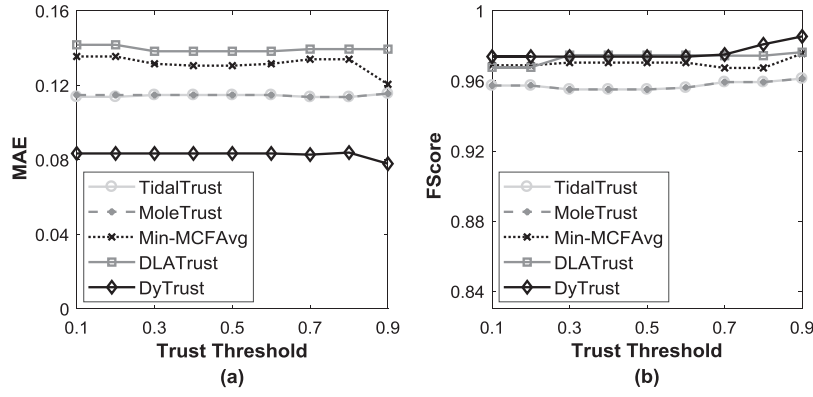 0.16
0.12
0.08
0.04
0
MAE
TidalTrust
MoleTrust
Min-MCFAvg
DLATrust
DyTrust
0.1 0.3 0.5 0.7 0.9
Trust Threshold
(a)
1
0.96
0.92
0.88
0.84
FScore
TidalTrust
MoleTrust
Min-MCFAvg
DLATrust
DyTrust
0.1 0.3 0.5 0.7 0.9
Trust Threshold
(b)